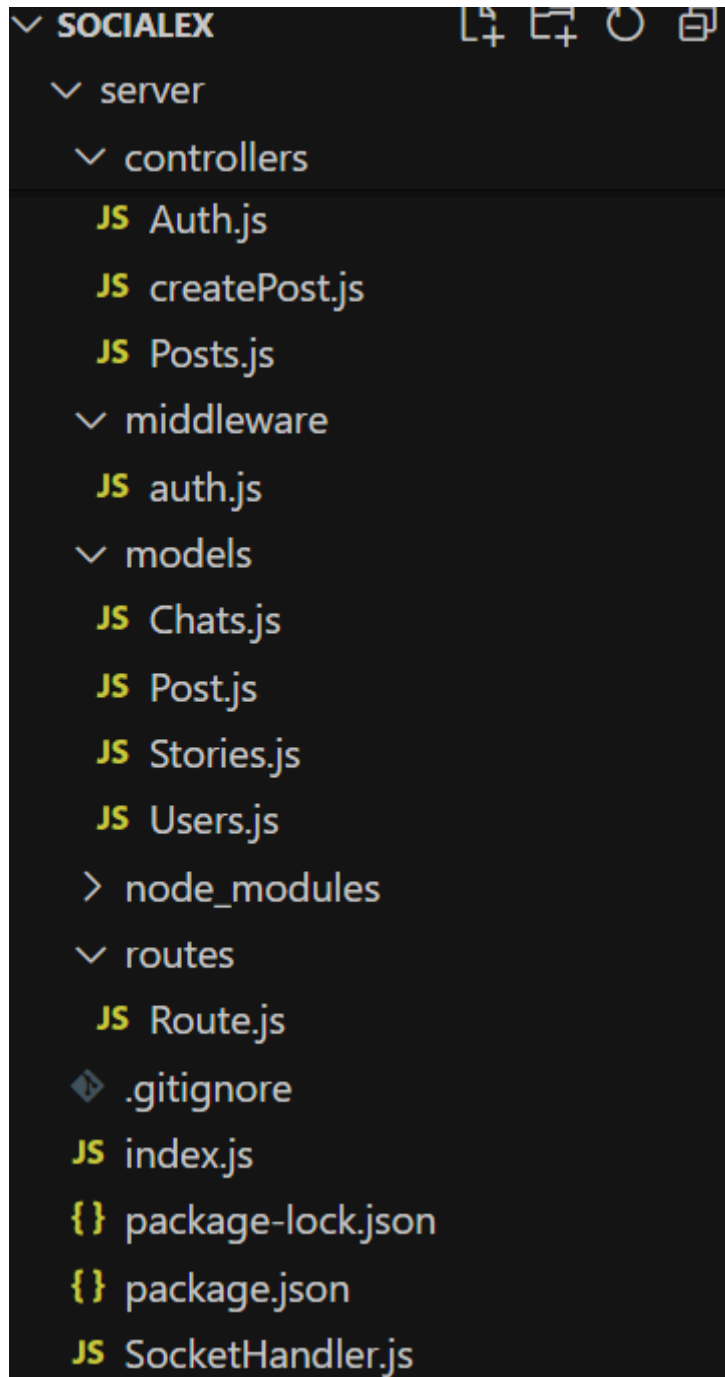 SOCIALEX
server
controllers
JS Auth.js
JS createPost.js
JS Posts.js
middleware
JS auth.js
models
JS Chats.js
JS Post.js
JS Stories.js
JS Users.js
node_modules
routes
JS Route.js
.gitignore
JS index.js
{} package-lock.json
{} package.json
JS SocketHandler.js